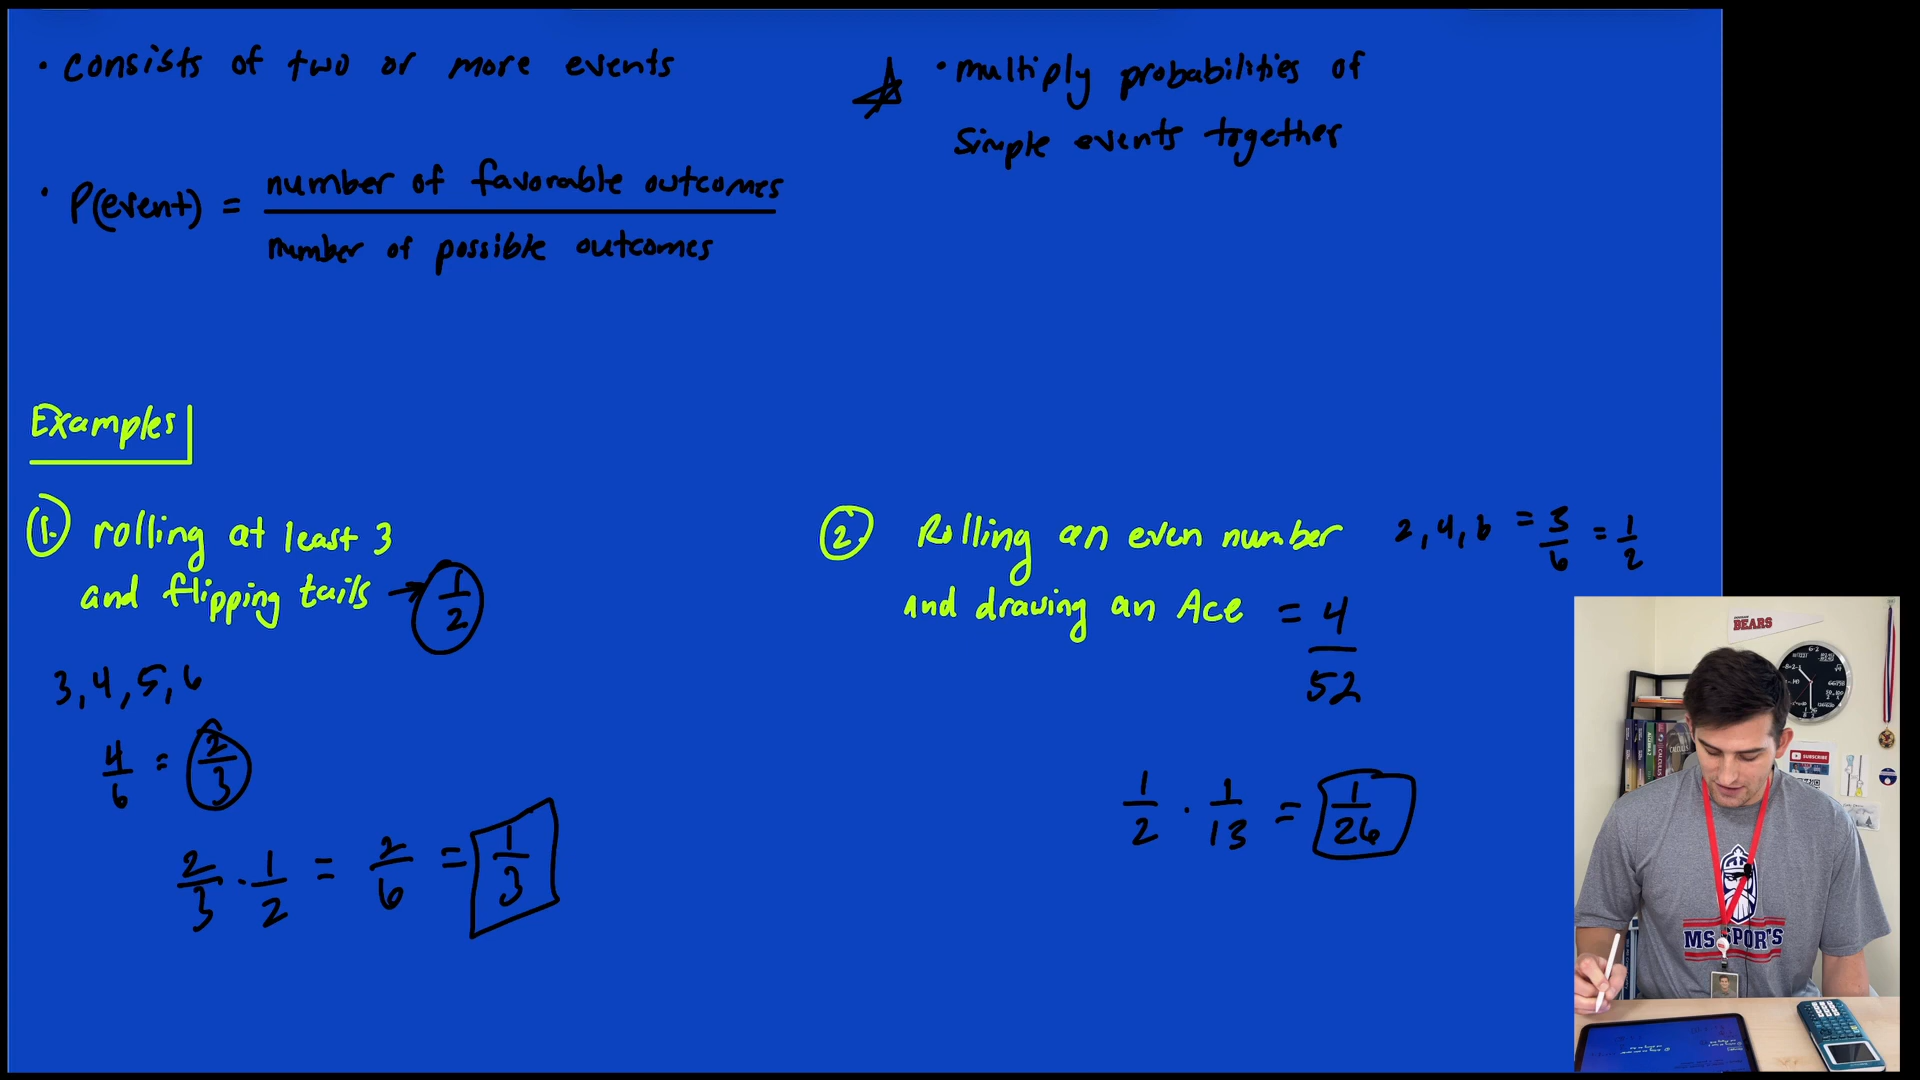 • consists of two or more events
• P(event) = number of favorable outcomes
number of possible outcomes
• multiply probabilities of
simple events together
Examples
1. rolling at least 3
and flipping tails → 1/2
3, 4, 5, 6
4/6 = 2/3
2/3 · 1/2 = 2/6 = 1/3
2. Rolling an even number 2, 4, 6 = 3/6 = 1/2
and drawing an Ace = 4/52
1/2 · 1/13 = 1/26
BEARS
SUBSCRIBE
MS SPORTS